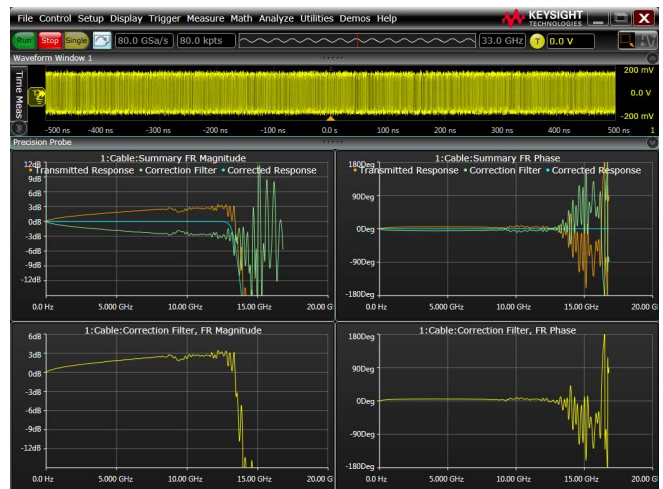 File Control Setup Display Trigger Measure Math Analyze Utilities Demos Help
KEYSIGHT
TECHNOLOGIES
X
Run Stop Single 80.0 GSa/s 80.0 kpts 33.0 GHz T 0.0 V
Waveform Window 1
Time Meas
200 mV
0.0 V
-200 mV
-500 ns -400 ns -300 ns -200 ns -100 ns 0.0 s 100 ns 200 ns 300 ns 400 ns 500 ns 1
Precision Probe
1:Cable:Summary FR Magnitude
Transmitted Response • Correction Filter • Corrected Response
12dB
9dB
6dB
3dB
0dB
-3dB
-6dB
-9dB
-12dB
0.0 Hz 5.000 GHz 10.00 GHz 15.00 GHz 20.00 G
1:Cable:Summary FR Phase
Transmitted Response • Correction Filter • Corrected Response
180Deg
90Deg
0Deg
-90Deg
-180Deg
0.0 Hz 5.000 GHz 10.00 GHz 15.00 GHz 20.00 G
1:Cable:Correction Filter, FR Magnitude
6dB
3dB
0dB
-3dB
-6dB
-9dB
-12dB
0.0 Hz 5.000 GHz 10.00 GHz 15.00 GHz 20.00 G
1:Cable:Correction Filter, FR Phase
180Deg
90Deg
0Deg
-90Deg
-180Deg
0.0 Hz 5.000 GHz 10.00 GHz 15.00 GHz 20.00 G